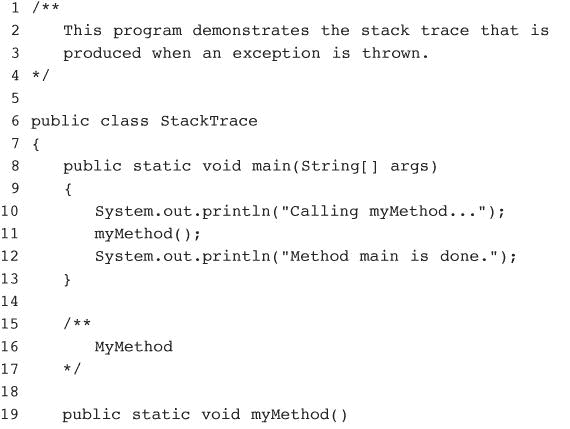 1 /**
2    This program demonstrates the stack trace that is
3    produced when an exception is thrown.
4 */
5
6 public class StackTrace
7 {
8    public static void main(String[] args)
9    {
10       System.out.println("Calling myMethod...");
11       myMethod();
12       System.out.println("Method main is done.");
13    }
14
15    /**
16       MyMethod
17    */
18
19    public static void myMethod()